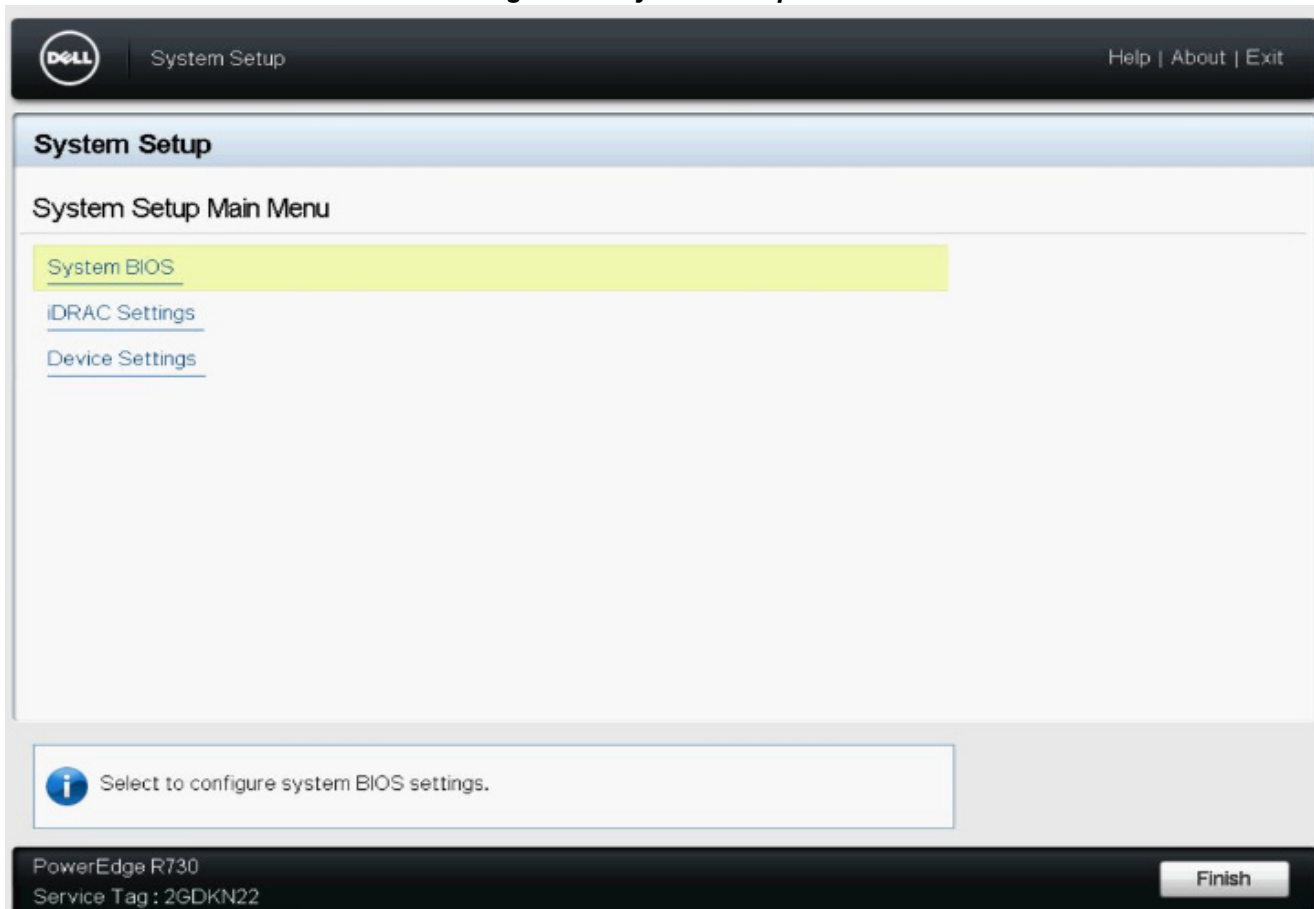 DELL
System Setup
Help | About | Exit
System Setup
System Setup Main Menu
System BIOS
iDRAC Settings
Device Settings
Select to configure system BIOS settings.
PowerEdge R730
Service Tag : 2GDKN22
Finish